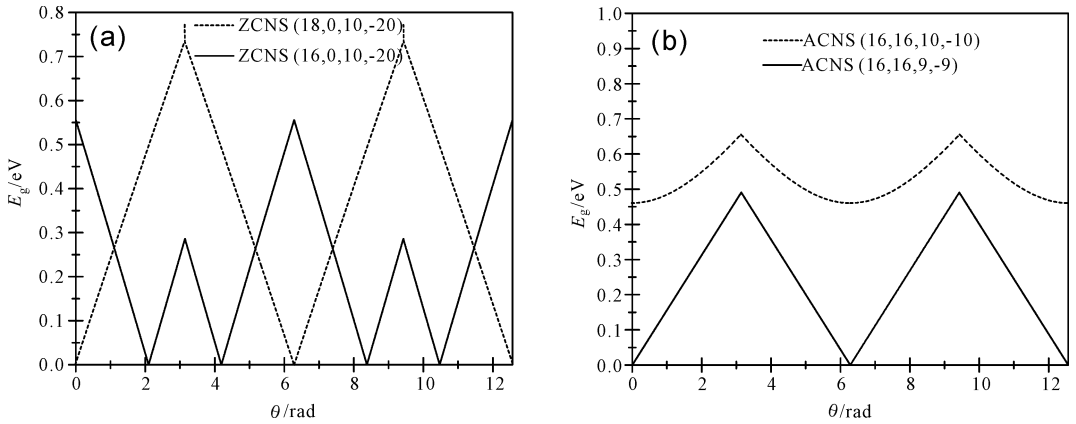 (a)
ZCNS (18,0,10,-20)
ZCNS (16,0,10,-20)
0.8
0.7
0.6
0.5
0.4
0.3
0.2
0.1
0.0
Eg/eV
0 2 4 6 8 10 12
θ/rad
(b)
ACNS (16,16,10,-10)
ACNS (16,16,9,-9)
1.0
0.9
0.8
0.7
0.6
0.5
0.4
0.3
0.2
0.1
0.0
Eg/eV
0 2 4 6 8 10 12
θ/rad